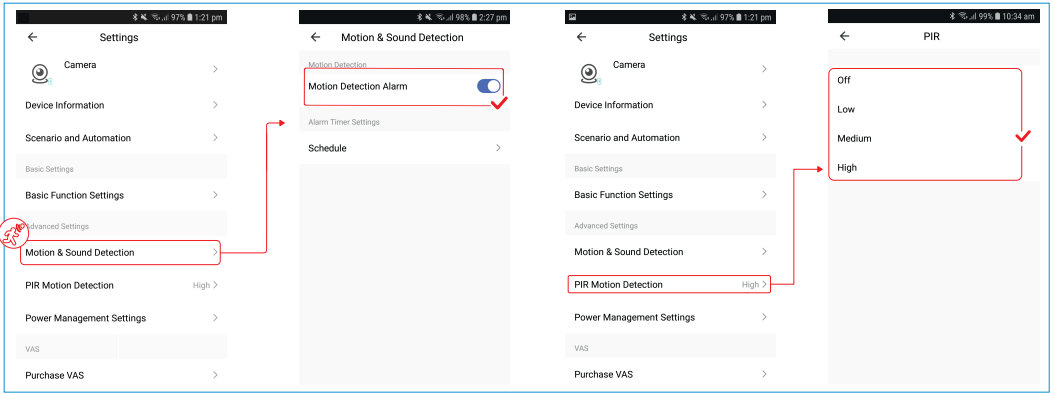 97% 1:21 pm
Settings
Camera
Device Information
Scenario and Automation
Basic Settings
Basic Function Settings
Advanced Settings
Motion & Sound Detection
PIR Motion Detection High
Power Management Settings
VAS
Purchase VAS
98% 2:27 pm
Motion & Sound Detection
Motion Detection
Motion Detection Alarm
Alarm Timer Settings
Schedule
97% 1:21 pm
Settings
Camera
Device Information
Scenario and Automation
Basic Settings
Basic Function Settings
Advanced Settings
Motion & Sound Detection
PIR Motion Detection High
Power Management Settings
VAS
Purchase VAS
99% 10:34 am
PIR
Off
Low
Medium
High